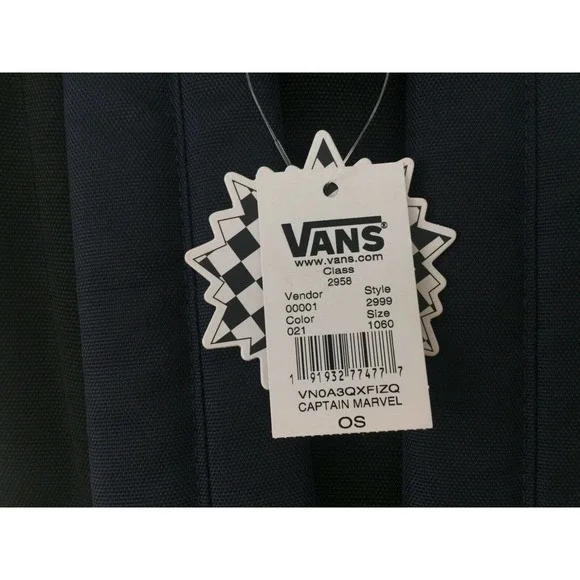 VANS®
www.vans.com
Class
2958
Vendor Style
00001 2999
Color Size
021 1060
1 91932 77477 7
VN0A3QXFIZQ
CAPTAIN MARVEL
OS